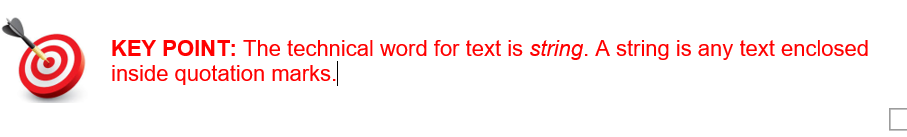 KEY POINT: The technical word for text is string. A string is any text enclosed
inside quotation marks.